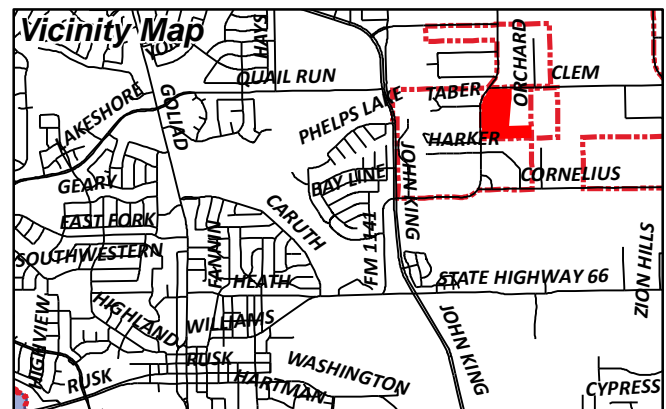 Vicinity Map
HAYS
QUAIL RUN
ORCHARD
CLEM
LAKESHORE
GOLIAD
PHELPS LAKE
TABER
HARKER
GEARY
BAY LINE
JOHN KING
CORNELIUS
EAST FORK
CARUTH
FM 1141
SOUTHWESTERN
FANNIN
HEATH
STATE HIGHWAY 66
ZION HILLS
HIGH VIEW
HIGHLAND
WILLIAMS
JOHN KING
RUSK
RUSK
WASHINGTON
HARTMAN
CYPRESS